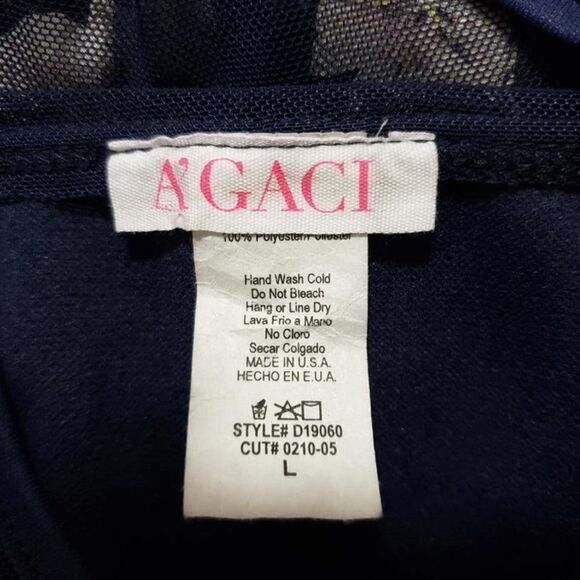 A'GACI
100% Polyester/Poliester
Hand Wash Cold
Do Not Bleach
Hang or Line Dry
Lava Frio a Mano
No Cloro
Secar Colgado
MADE IN U.S.A.
HECHO EN E.U.A.
STYLE# D19060
CUT# 0210-05
L